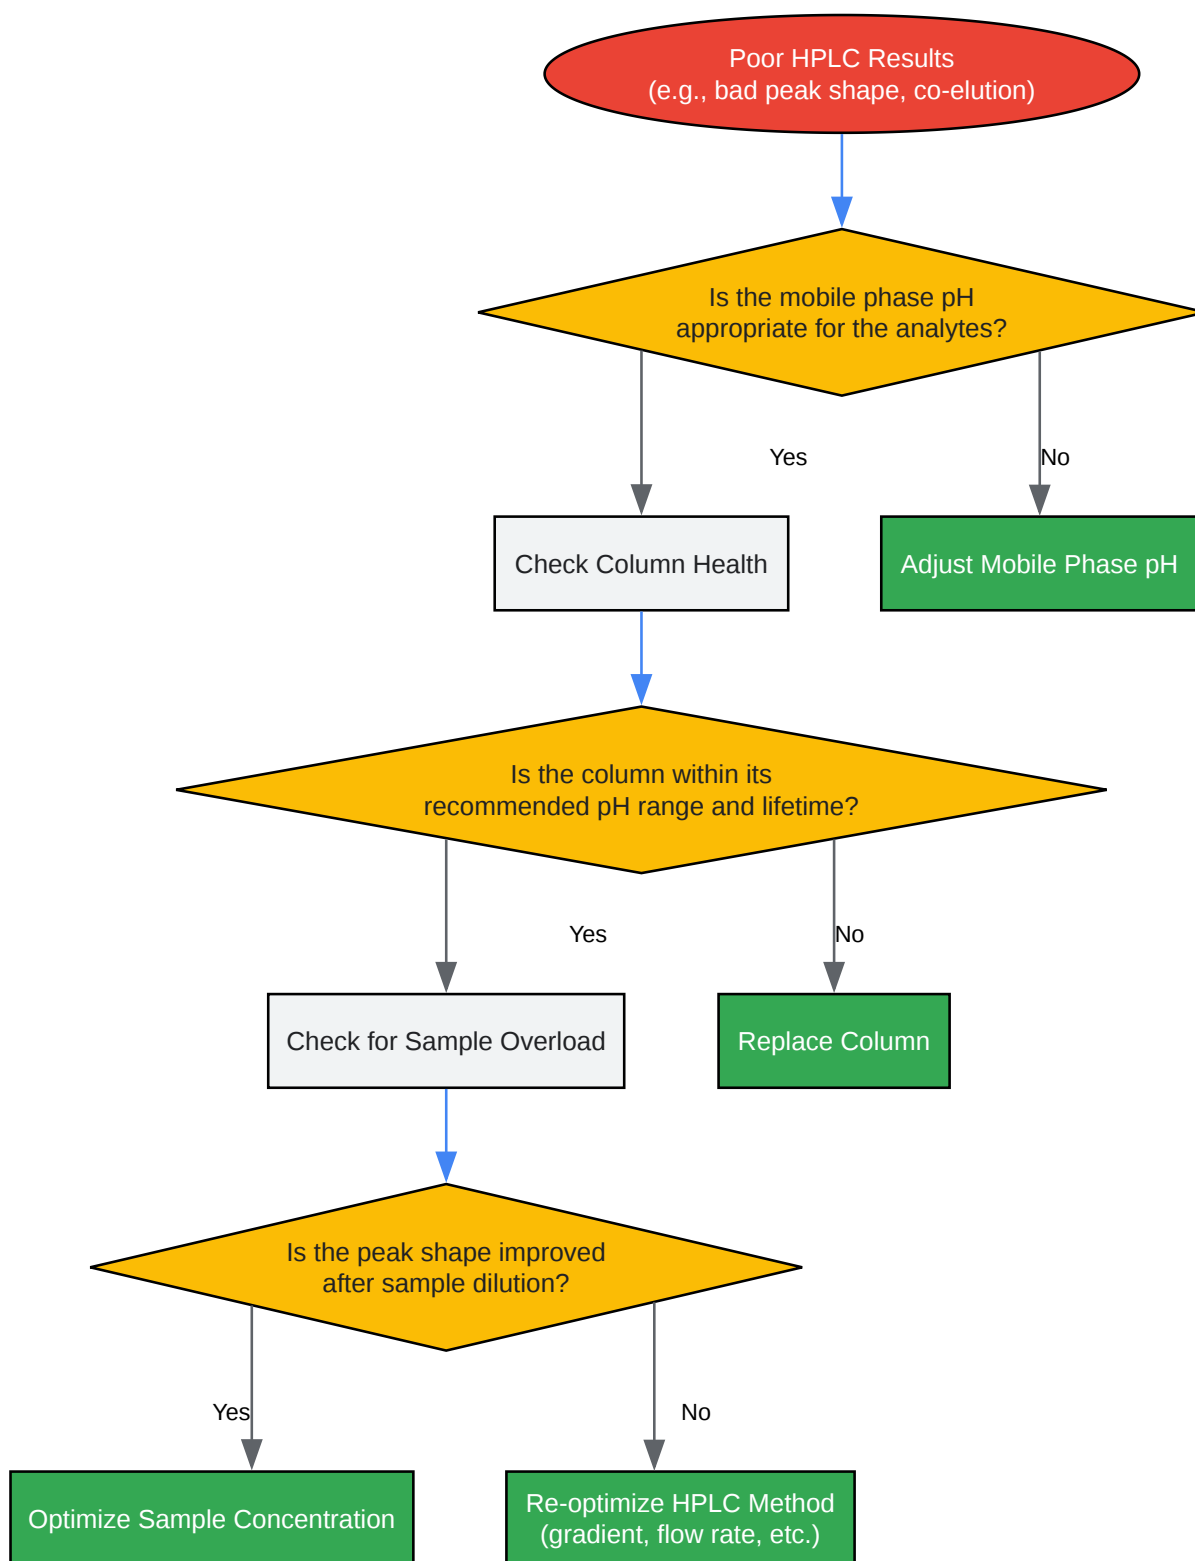 Poor HPLC Results
(e.g., bad peak shape, co-elution)
Is the mobile phase pH
appropriate for the analytes?
Yes
No
Check Column Health
Adjust Mobile Phase pH
Is the column within its
recommended pH range and lifetime?
Yes
No
Check for Sample Overload
Replace Column
Is the peak shape improved
after sample dilution?
Yes
No
Optimize Sample Concentration
Re-optimize HPLC Method
(gradient, flow rate, etc.)